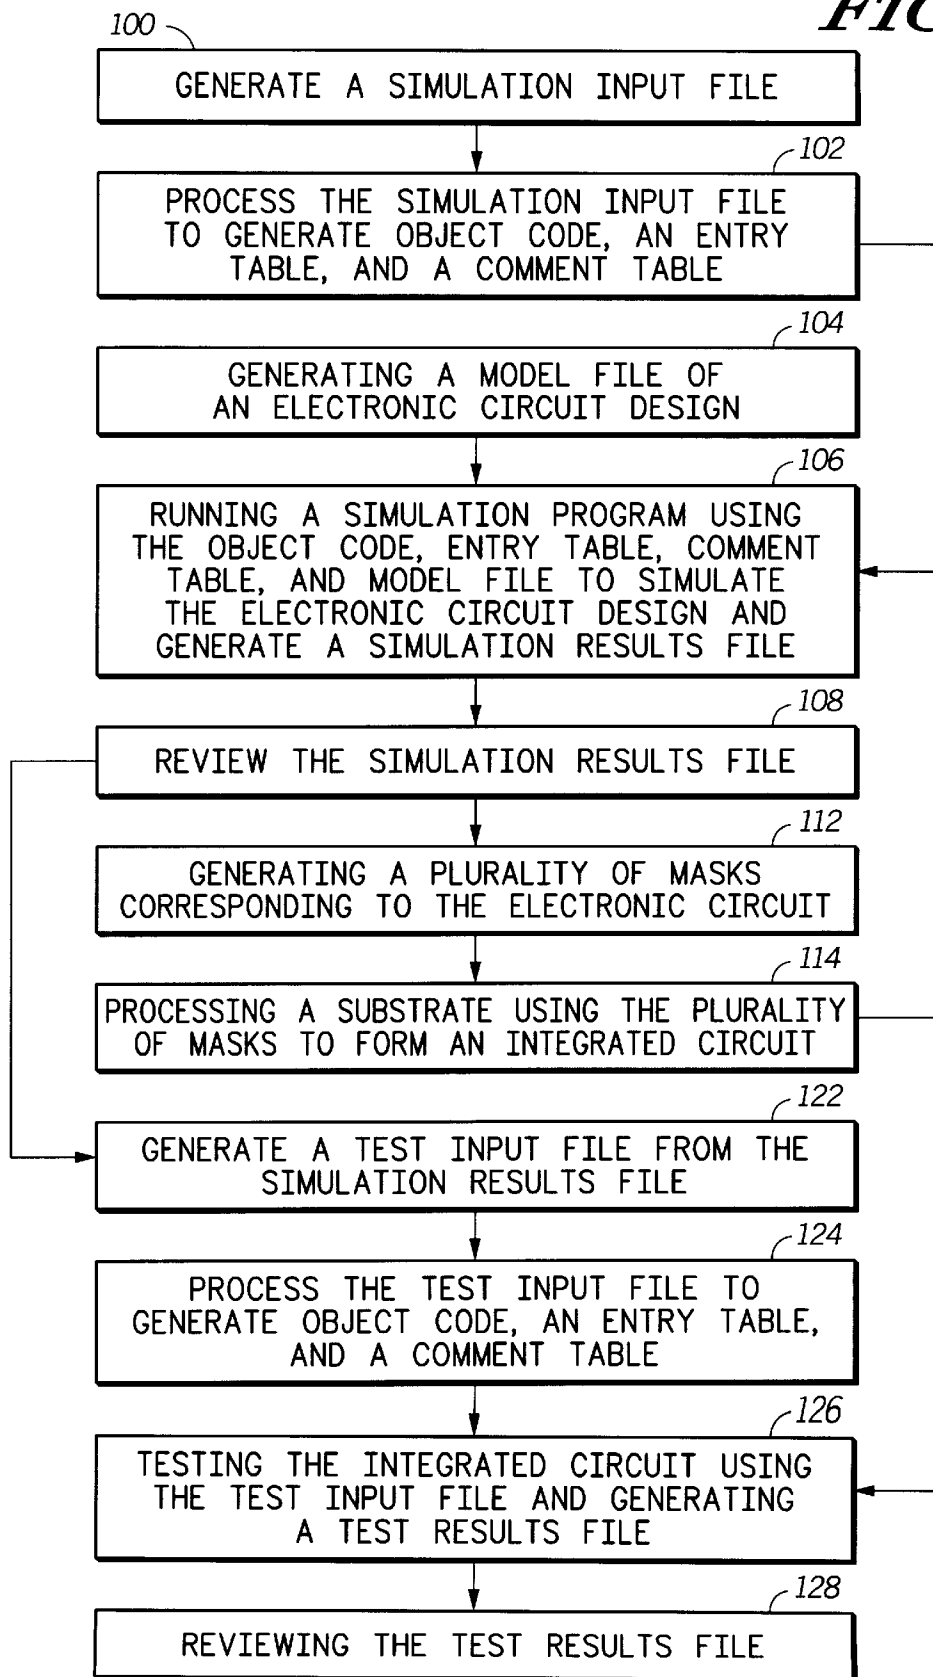 FIG
100
GENERATE A SIMULATION INPUT FILE
102
PROCESS THE SIMULATION INPUT FILE
TO GENERATE OBJECT CODE, AN ENTRY
TABLE, AND A COMMENT TABLE
104
GENERATING A MODEL FILE OF
AN ELECTRONIC CIRCUIT DESIGN
106
RUNNING A SIMULATION PROGRAM USING
THE OBJECT CODE, ENTRY TABLE, COMMENT
TABLE, AND MODEL FILE TO SIMULATE
THE ELECTRONIC CIRCUIT DESIGN AND
GENERATE A SIMULATION RESULTS FILE
108
REVIEW THE SIMULATION RESULTS FILE
112
GENERATING A PLURALITY OF MASKS
CORRESPONDING TO THE ELECTRONIC CIRCUIT
114
PROCESSING A SUBSTRATE USING THE PLURALITY
OF MASKS TO FORM AN INTEGRATED CIRCUIT
122
GENERATE A TEST INPUT FILE FROM THE
SIMULATION RESULTS FILE
124
PROCESS THE TEST INPUT FILE TO
GENERATE OBJECT CODE, AN ENTRY TABLE,
AND A COMMENT TABLE
126
TESTING THE INTEGRATED CIRCUIT USING
THE TEST INPUT FILE AND GENERATING
A TEST RESULTS FILE
128
REVIEWING THE TEST RESULTS FILE